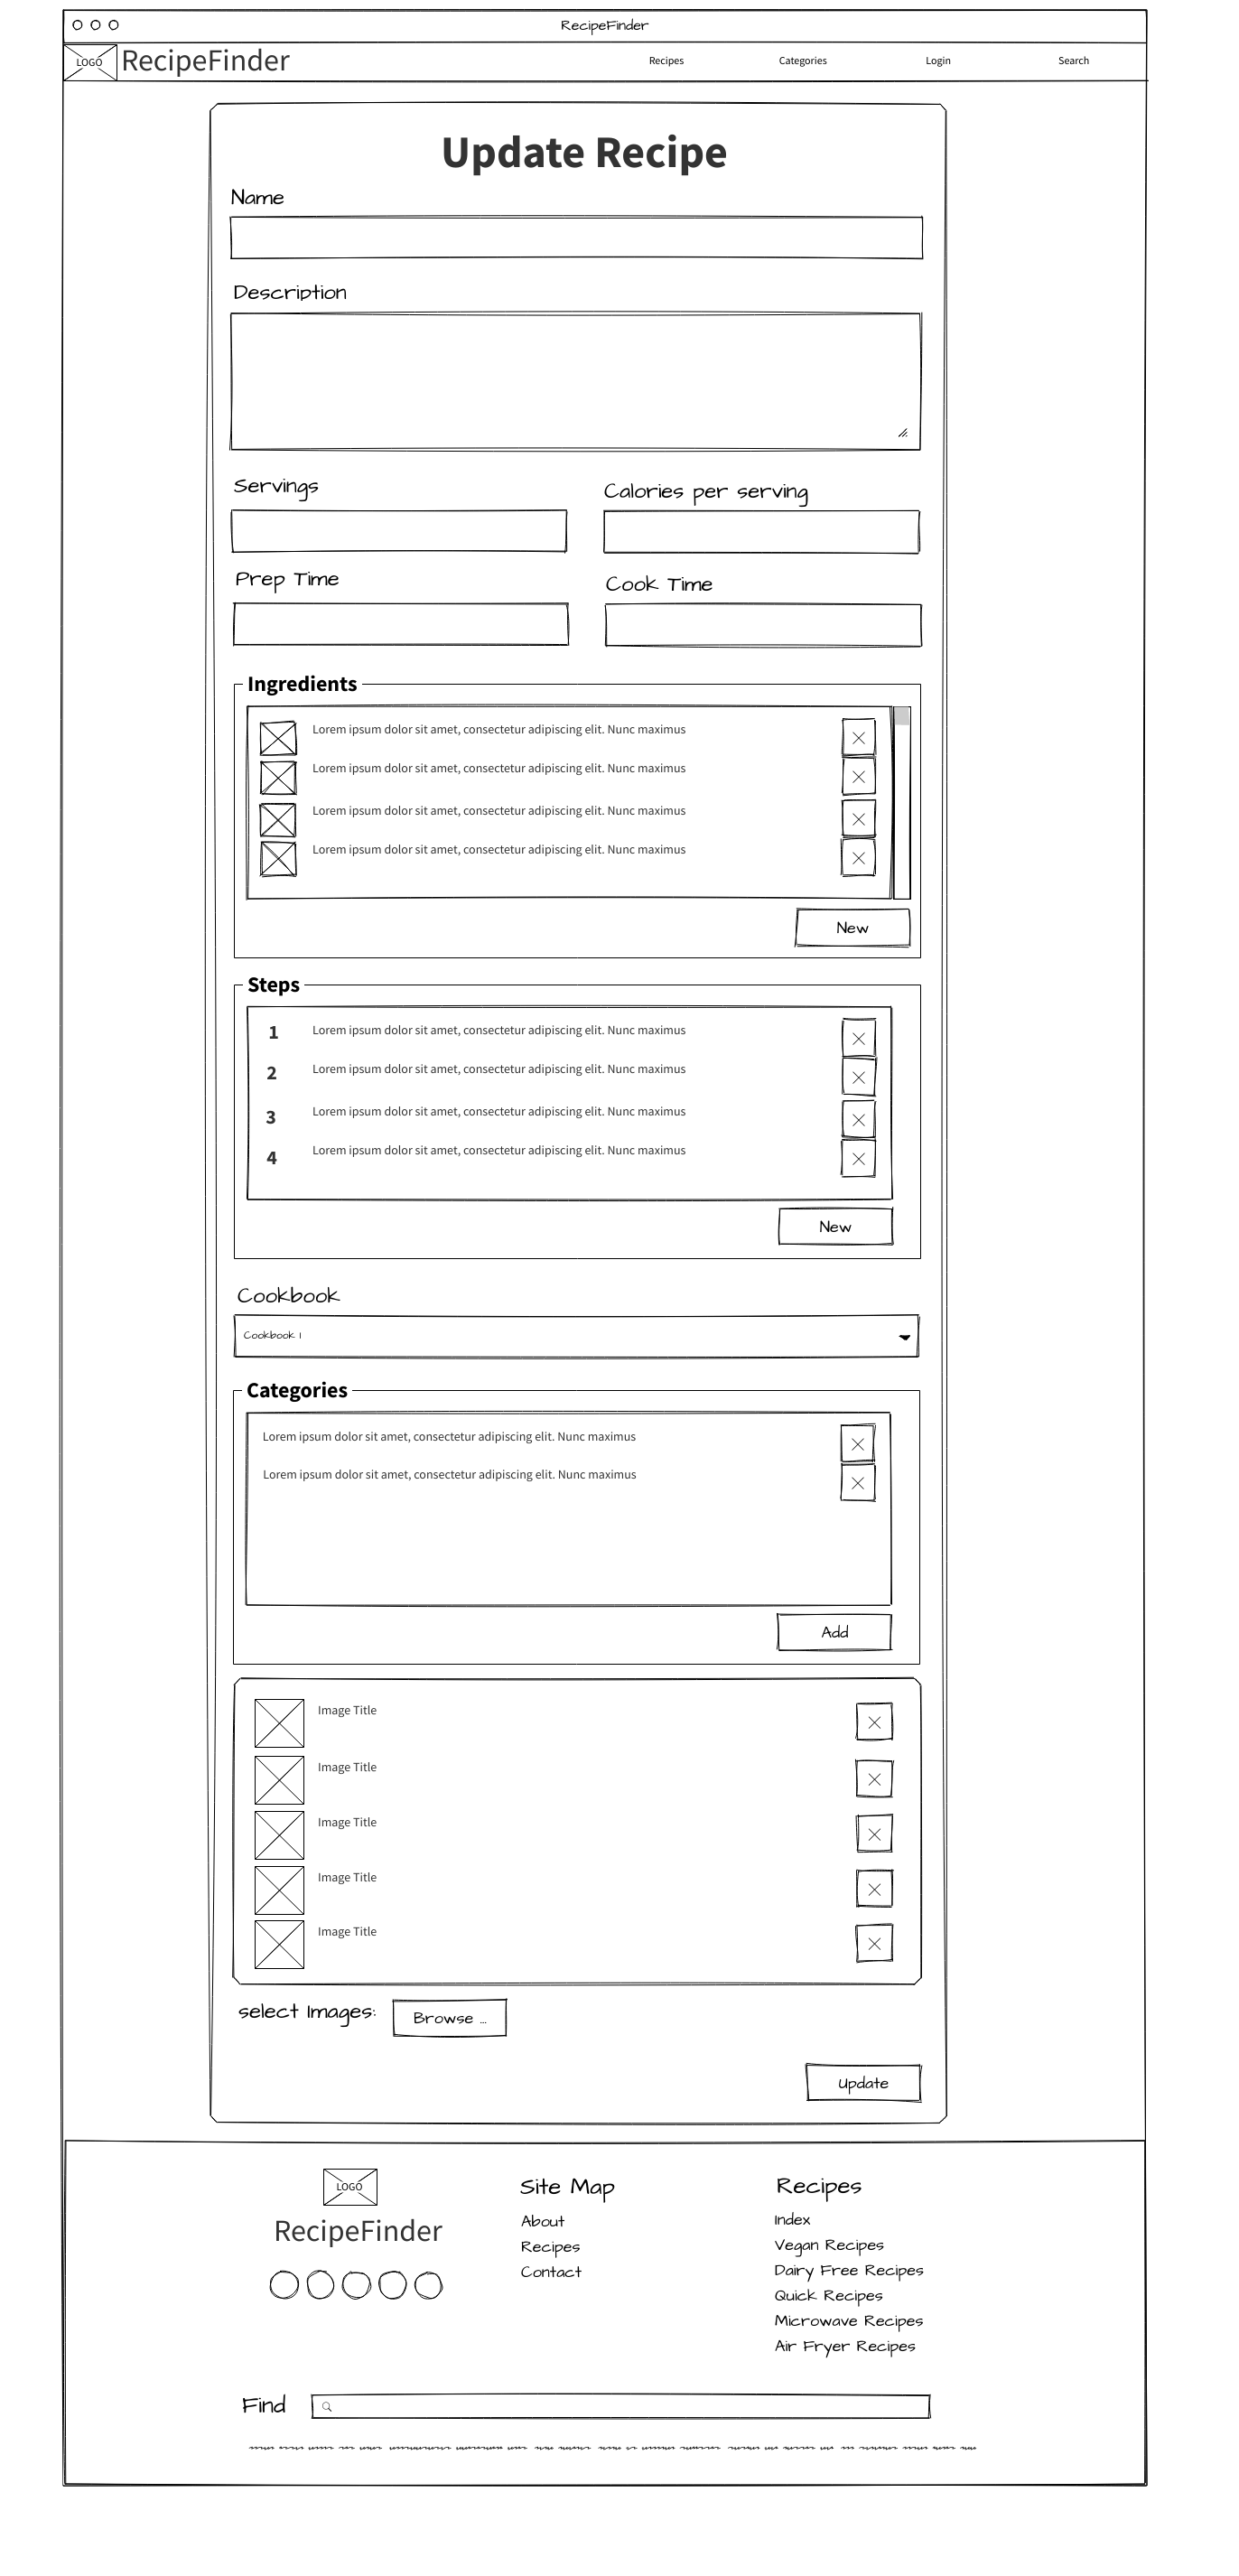 RecipeFinder
LOGO RecipeFinder Recipes Categories Login Search
Update Recipe
Name
Description
Servings Calories per serving
Prep Time Cook Time
Ingredients
Lorem ipsum dolor sit amet, consectetur adipiscing elit. Nunc maximus
Lorem ipsum dolor sit amet, consectetur adipiscing elit. Nunc maximus
Lorem ipsum dolor sit amet, consectetur adipiscing elit. Nunc maximus
Lorem ipsum dolor sit amet, consectetur adipiscing elit. Nunc maximus
New
Steps
1 Lorem ipsum dolor sit amet, consectetur adipiscing elit. Nunc maximus
2 Lorem ipsum dolor sit amet, consectetur adipiscing elit. Nunc maximus
3 Lorem ipsum dolor sit amet, consectetur adipiscing elit. Nunc maximus
4 Lorem ipsum dolor sit amet, consectetur adipiscing elit. Nunc maximus
New
Cookbook
Cookbook 1
Categories
Lorem ipsum dolor sit amet, consectetur adipiscing elit. Nunc maximus
Lorem ipsum dolor sit amet, consectetur adipiscing elit. Nunc maximus
Add
Image Title
Image Title
Image Title
Image Title
Image Title
select Images: Browse ...
Update
LOGO
RecipeFinder
Site Map
About
Recipes
Contact
Recipes
Index
Vegan Recipes
Dairy Free Recipes
Quick Recipes
Microwave Recipes
Air Fryer Recipes
Find